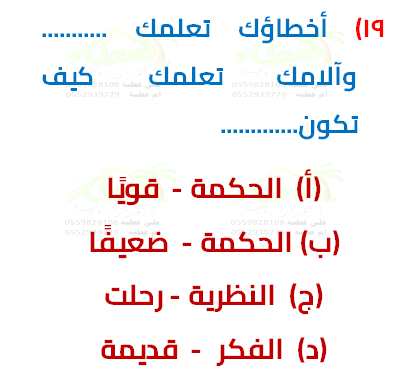 ١٩) أخطاؤك تعلمك ...........
وآلامك تعلمك كيف
تكون.............
(أ) الحكمة - قويًا
(ب) الحكمة - ضعيفًا
(ج) النظرية - رحلت
(د) الفكر - قديمة